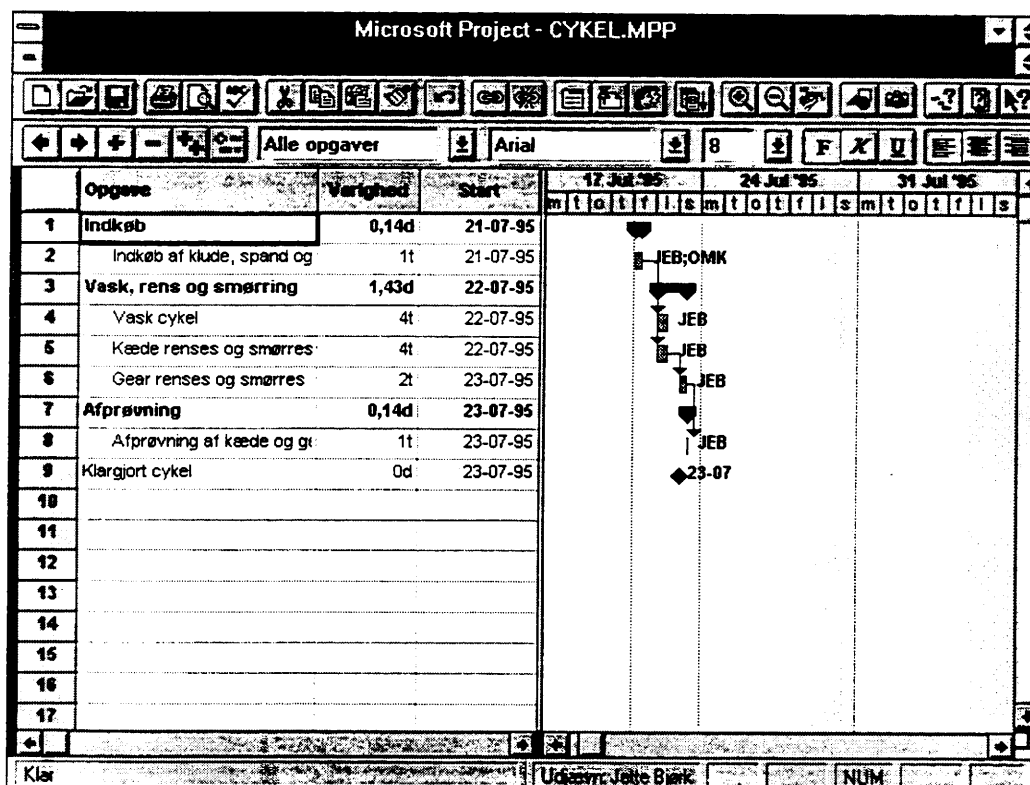 Microsoft Project - CYKEL.MPP
Alle opgaver Arial 8 F K U
Opgave Varighed Start 17 Jul '95 24 Jul '95 31 Jul '95
m t o t f l s m t o t f l s m t o t f l s
1 Indkøb 0,14d 21-07-95
2 Indkøb af klude, spand og 1t 21-07-95 JEB;OMK
3 Vask, rens og smørring 1,43d 22-07-95
4 Vask cykel 4t 22-07-95 JEB
5 Kæde renses og smørres 4t 22-07-95 JEB
6 Gear renses og smørres 2t 23-07-95 JEB
7 Afprøvning 0,14d 23-07-95
8 Afprøvning af kæde og ge 1t 23-07-95 JEB
9 Klargjort cykel 0d 23-07-95 23-07
10
11
12
13
14
15
16
17
Klar Udjævn: Jette Bjørk NUM